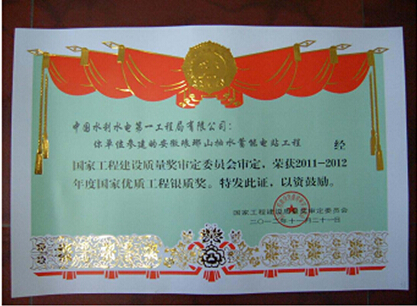 中国水利水电第一工程局有限公司：
你单位参建的安徽琅琊山抽水蓄能电站工程 经
国家工程建设质量奖审定委员会审定，荣获2011-2012
年度国家优质工程银质奖。特发此证，以资鼓励。
国家工程建设质量奖审定委员会
二〇一二年十一月二十一日